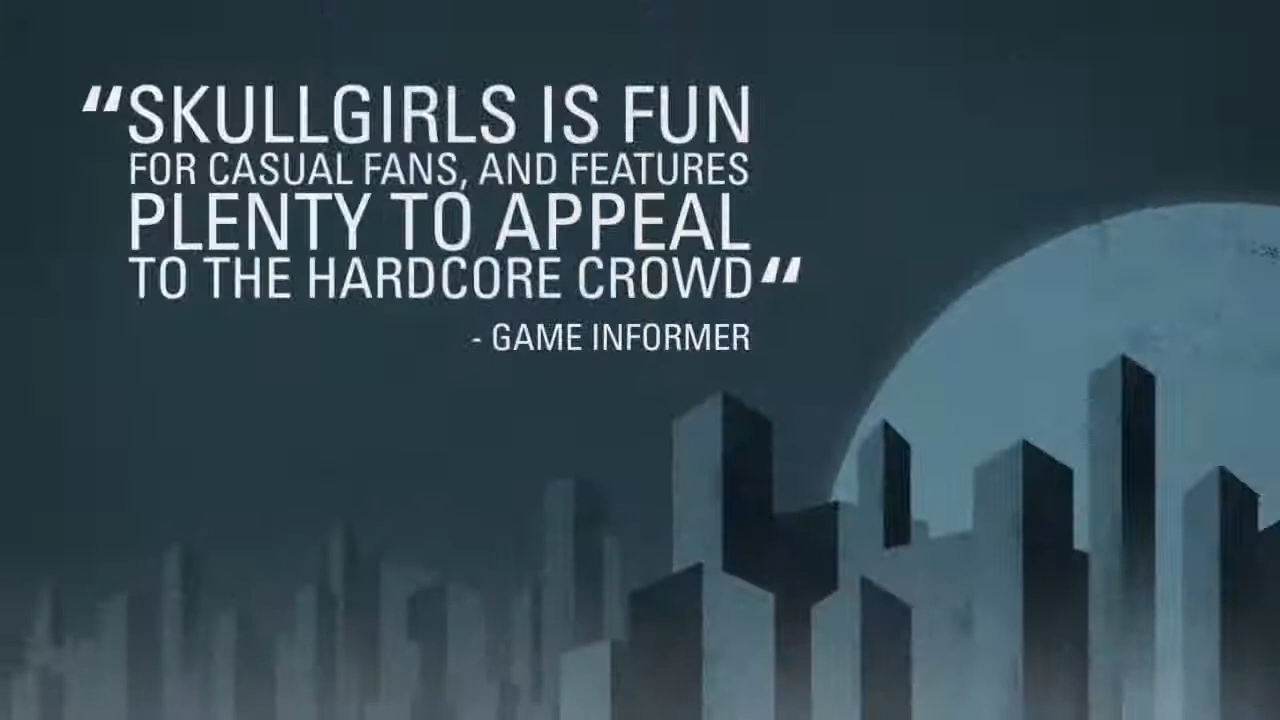 “SKULLGIRLS IS FUN
FOR CASUAL FANS, AND FEATURES
PLENTY TO APPEAL
TO THE HARDCORE CROWD“
- GAME INFORMER